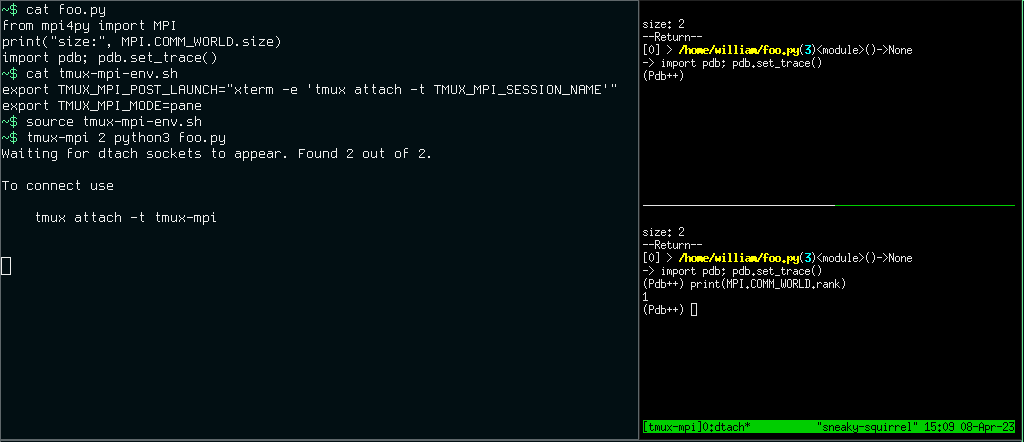 ~$ cat foo.py
from mpi4py import MPI
print("size:", MPI.COMM_WORLD.size)
import pdb; pdb.set_trace()
~$ cat tmux-mpi-env.sh
export TMUX_MPI_POST_LAUNCH="xterm -e 'tmux attach -t TMUX_MPI_SESSION_NAME'"
export TMUX_MPI_MODE=pane
~$ source tmux-mpi-env.sh
~$ tmux-mpi 2 python3 foo.py
Waiting for dtach sockets to appear. Found 2 out of 2.
To connect use
tmux attach -t tmux-mpi
size: 2
--Return--
[0] > /home/william/foo.py(3)<module>()->None
-> import pdb; pdb.set_trace()
(Pdb++)
size: 2
--Return--
[0] > /home/william/foo.py(3)<module>()->None
-> import pdb; pdb.set_trace()
(Pdb++) print(MPI.COMM_WORLD.rank)
1
(Pdb++)
[tmux-mpi]0:dtach* "sneaky-squirrel" 15:09 08-Apr-23